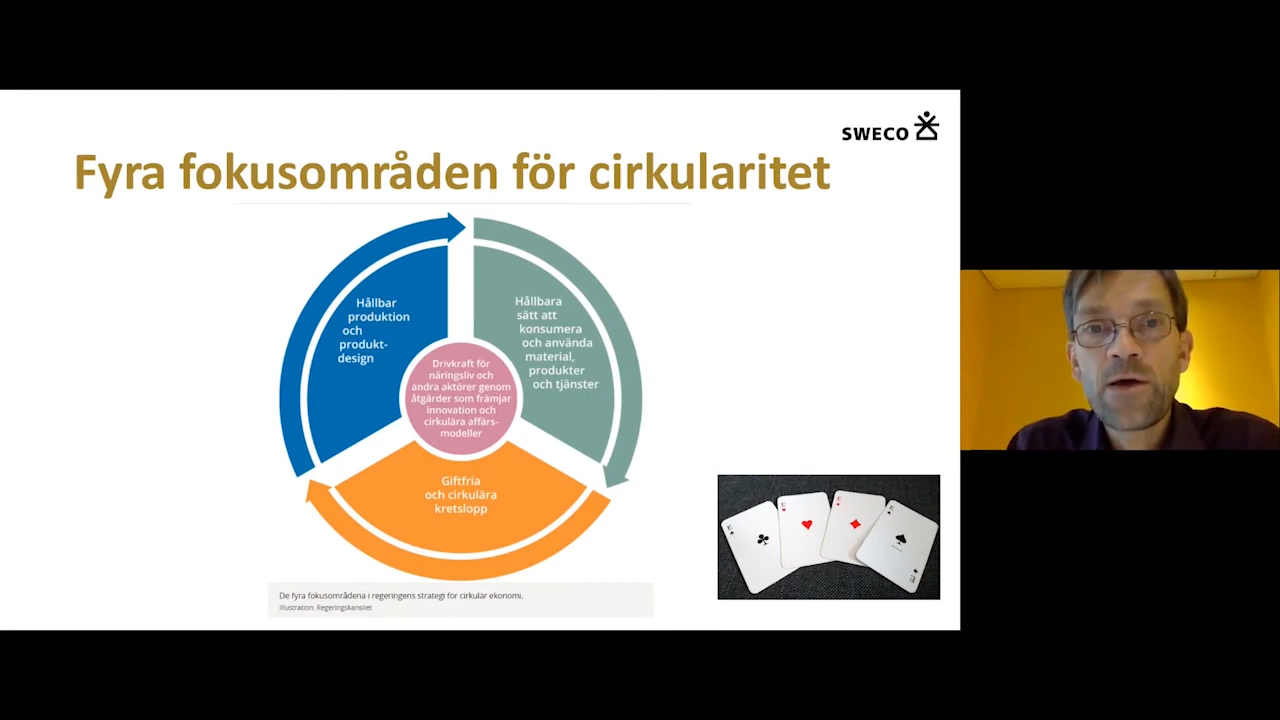 SWECO
Fyra fokusområden för cirkularitet
Hållbar
produktion
och
produkt-
design
Hållbara
sätt att
konsumera
och använda
material,
produkter
och tjänster
Drivkraft för
näringsliv och
andra aktörer genom
åtgärder som främjar
innovation och
cirkulära affärs-
modeller
Giftfria
och cirkulära
kretslopp
De fyra fokusområdena i regeringens strategi för cirkulär ekonomi.
Illustration: Regeringskansliet